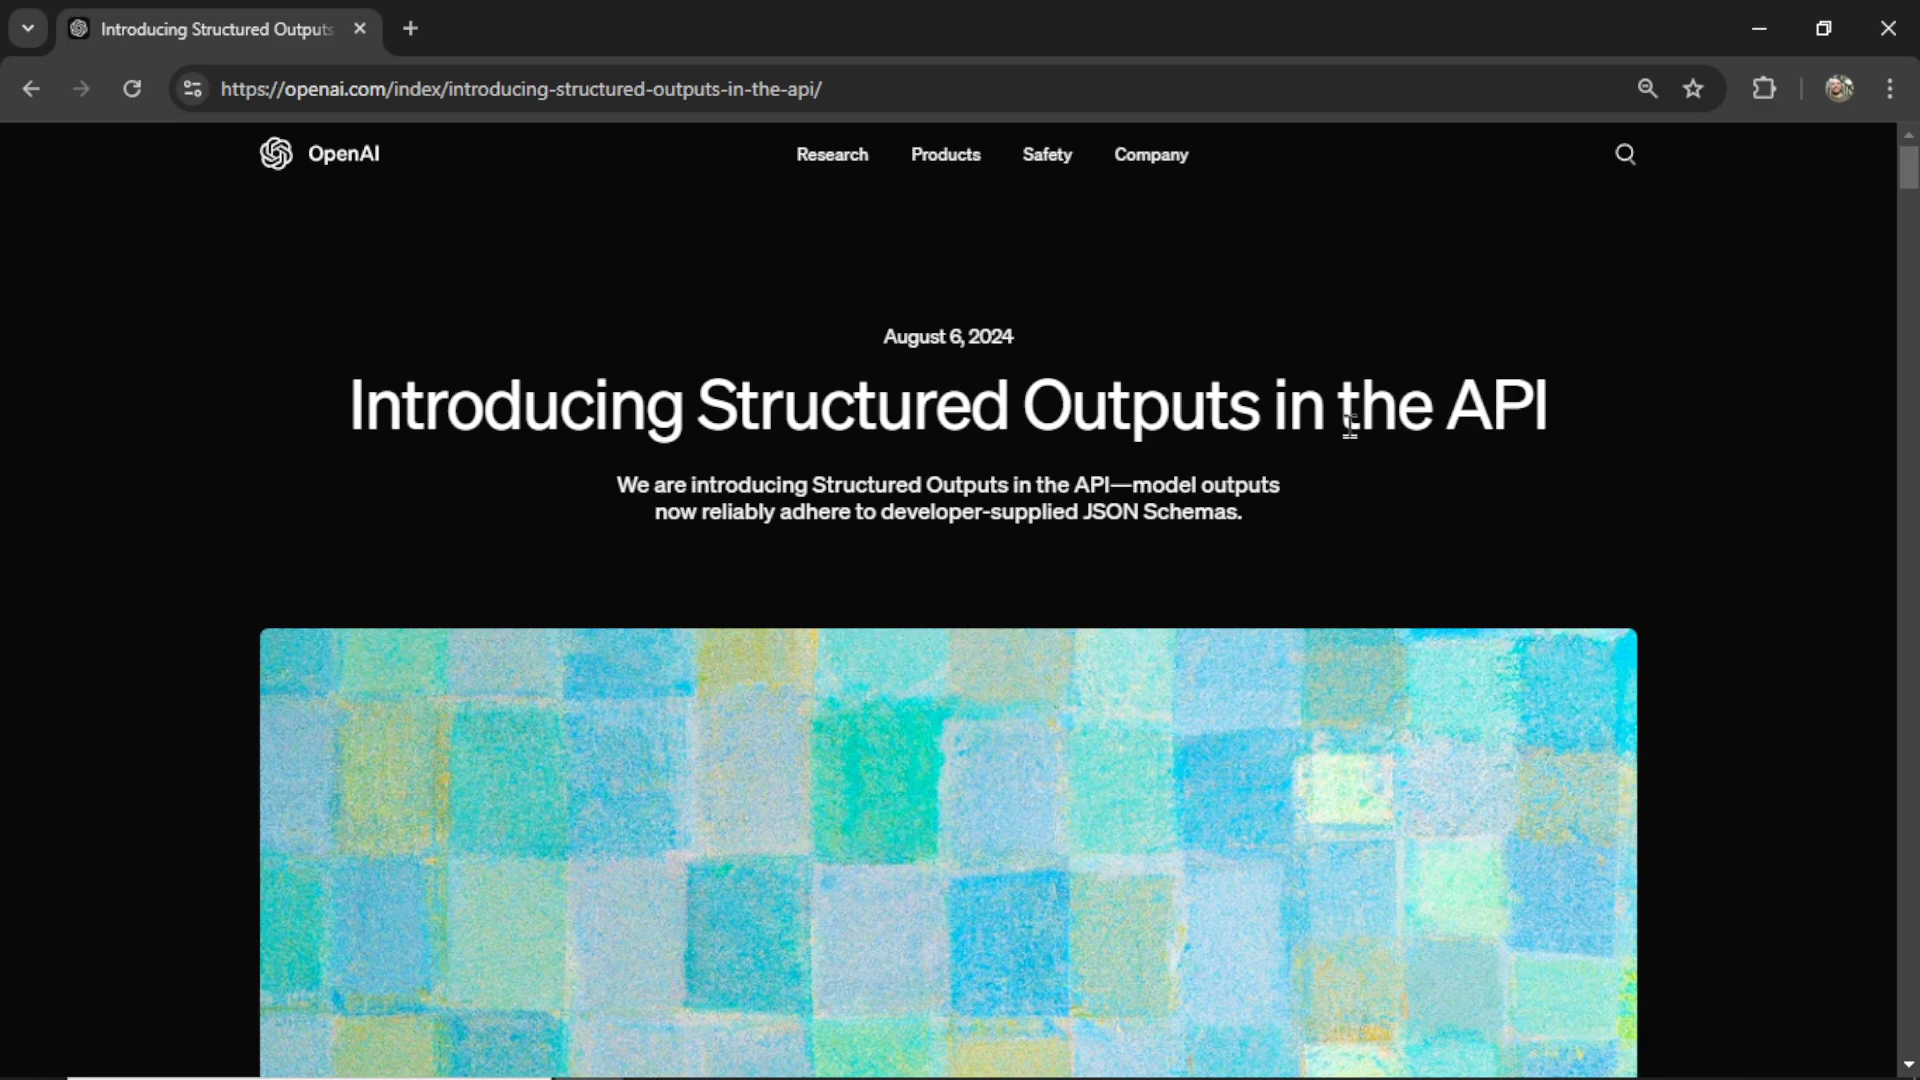 Introducing Structured Outputs
https://openai.com/index/introducing-structured-outputs-in-the-api/
OpenAI
Research
Products
Safety
Company
August 6, 2024
Introducing Structured Outputs in the API
We are introducing Structured Outputs in the API—model outputs
now reliably adhere to developer-supplied JSON Schemas.